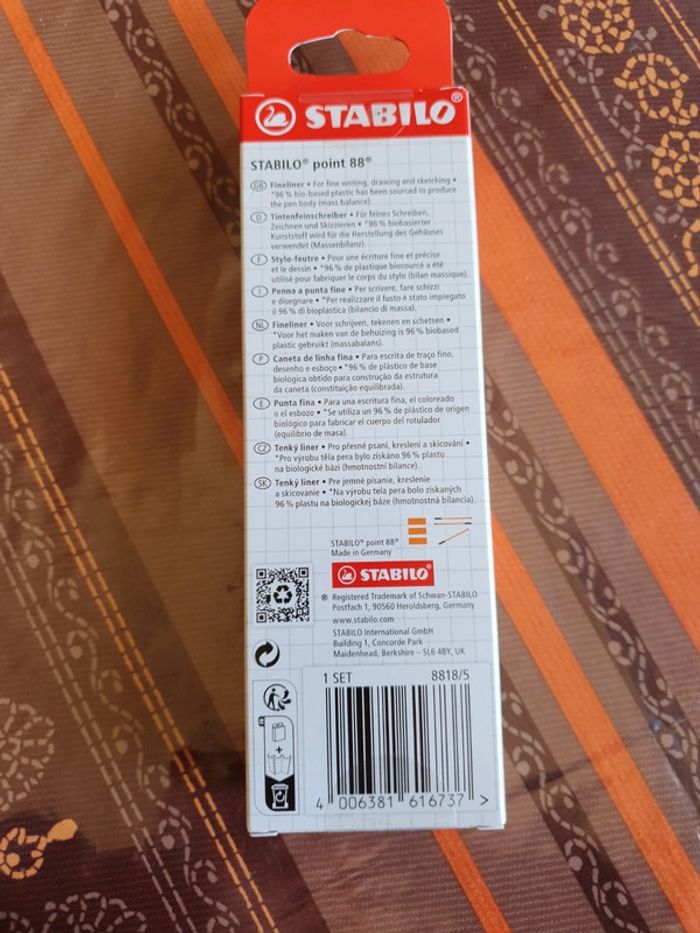 STABILO®
STABILO® point 88®
GB Fineliner • For fine writing, drawing and sketching •
*96 % bio-based plastic has been sourced to produce
the pen body (mass balance).
D Tintenfeinschreiber • Für feines Schreiben,
Zeichnen und Skizzieren • *96 % biobasierter
Kunststoff wird für die Herstellung des Gehäuses
verwendet (Massenbilanz).
F Stylo-feutre • Pour une écriture fine et précise
et le dessin • *96 % de plastique biosourcé a été
utilisé pour fabriquer le corps du stylo (bilan massique).
I Penna a punta fine • Per scrivere, fare schizzi
e disegnare • *Per realizzare il fusto è stato impiegato
il 96 % di bioplastica (bilancio di massa).
NL Fineliner • Voor schrijven, tekenen en schetsen •
*Voor het maken van de behuizing is 96 % biobased
plastic gebruikt (massabalans).
P Caneta de linha fina • Para escrita de traço fino,
desenho e esboço • *96% de plástico de base
biológica obtido para construção da estrutura
da caneta (constituição equilibrada).
E Punta fina • Para una escritura fina, el coloreado
o el esbozo • *Se utiliza un 96 % de plástico de origen
biológico para fabricar el cuerpo del rotulador
(equilibrio de masa).
CZ Tenký liner • Pro přesné psaní, kreslení a skicování •
*Pro výrobu těla pera bylo získáno 96 % plastu
na biologické bázi (hmotnostní bilance).
SK Tenký liner • Pre jemné písanie, kreslenie
a skicovanie • *Na výrobu tela pera bolo získaných
96 % plastu na biologickej báze (hmotnostná bilancia).
STABILO® point 88®
Made in Germany
STABILO®
® Registered Trademark of Schwan-STABILO
Postfach 1, 90560 Heroldsberg, Germany
www.stabilo.com
STABILO International GmbH
Building 1, Concorde Park
Maidenhead, Berkshire – SL6 4BY, UK
1 SET 8818/5
+
4 006381 616737 >